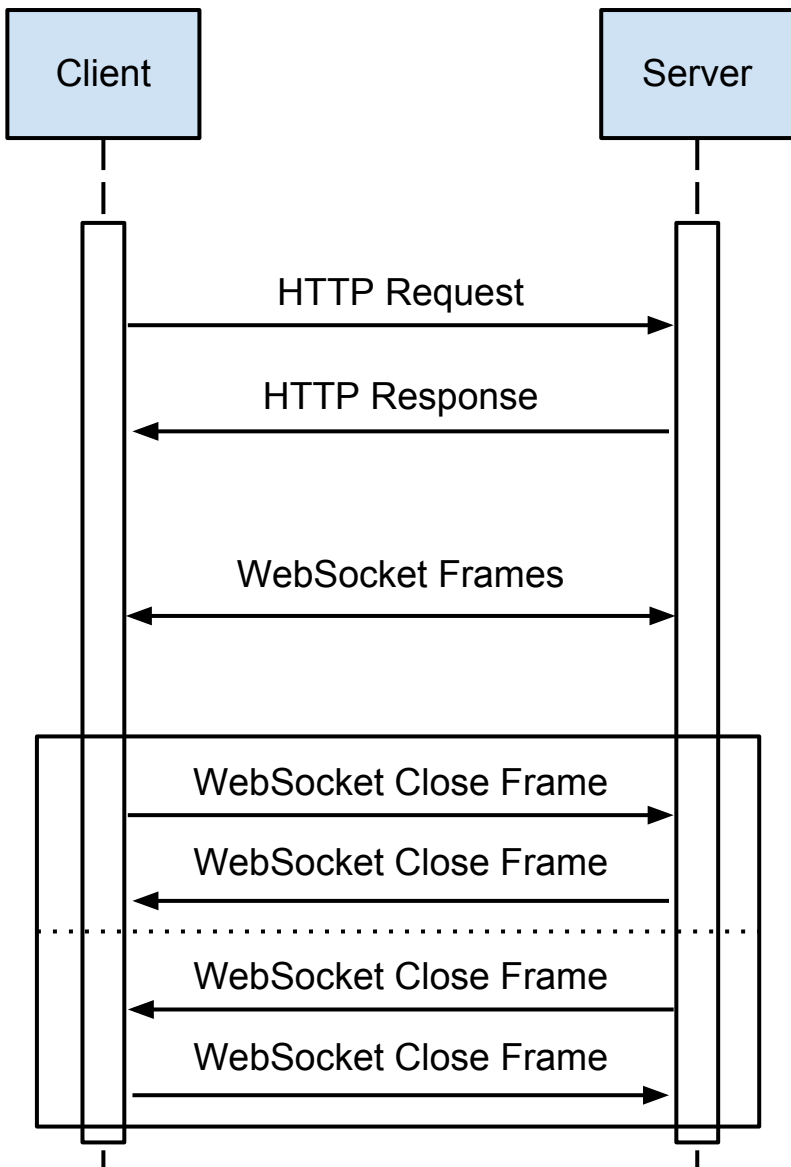 Client
Server
HTTP Request
HTTP Response
WebSocket Frames
WebSocket Close Frame
WebSocket Close Frame
WebSocket Close Frame
WebSocket Close Frame